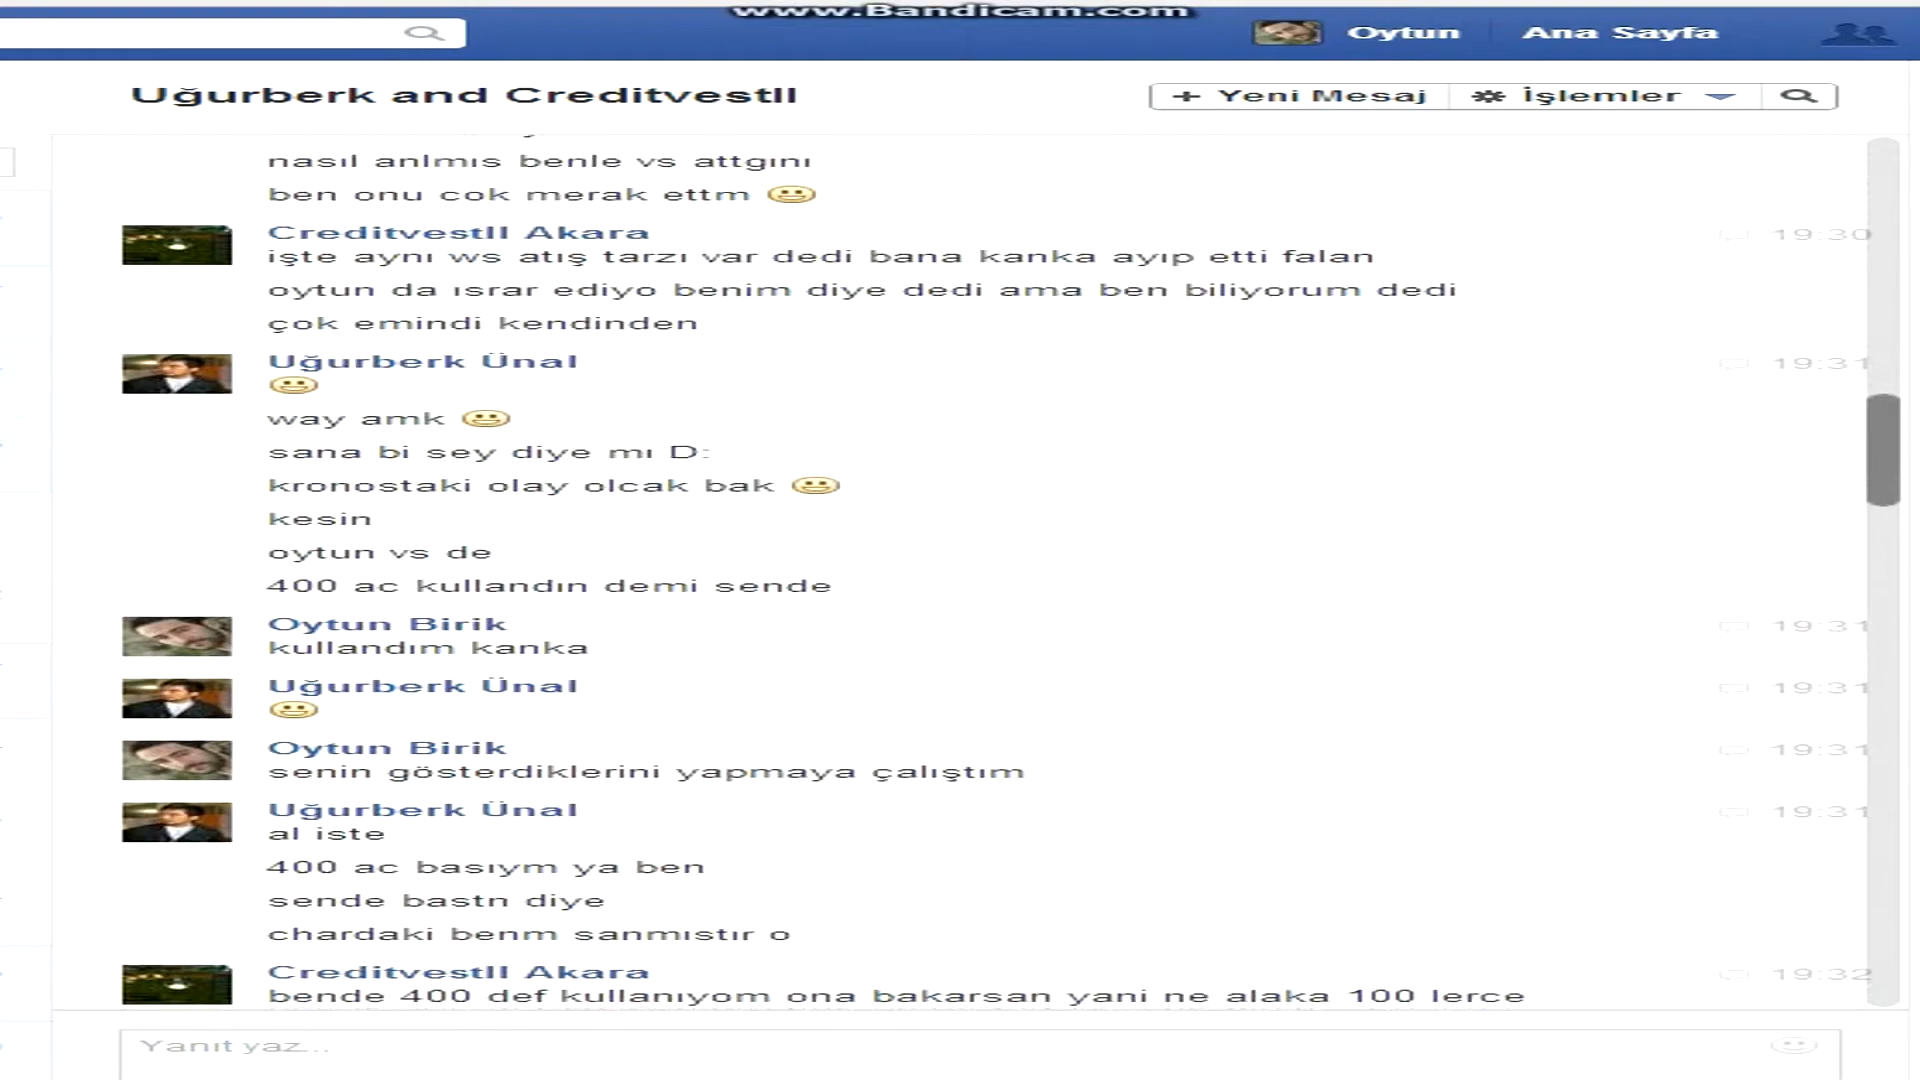 www.Bandicam.com
Oytun
Ana Sayfa
Uğurberk and Creditvestll
+ Yeni Mesaj
İşlemler
nasıl anlmıs benle vs attgını
ben onu cok merak ettm
Creditvestll Akara
19:30
işte aynı ws atış tarzı var dedi bana kanka ayıp etti falan
oytun da ısrar ediyo benim diye dedi ama ben biliyorum dedi
çok emindi kendinden
Uğurberk Ünal
19:31
way amk
sana bi sey diye mı D:
kronostaki olay olcak bak
kesin
oytun vs de
400 ac kullandın demi sende
Oytun Birik
19:31
kullandım kanka
Uğurberk Ünal
19:31
Oytun Birik
19:31
senin gösterdiklerini yapmaya çalıştım
Uğurberk Ünal
19:31
al iste
400 ac basıym ya ben
sende bastn diye
chardaki benm sanmıstır o
Creditvestll Akara
19:32
bende 400 def kullanıyom ona bakarsan yani ne alaka 100 lerce
Yanıt yaz...